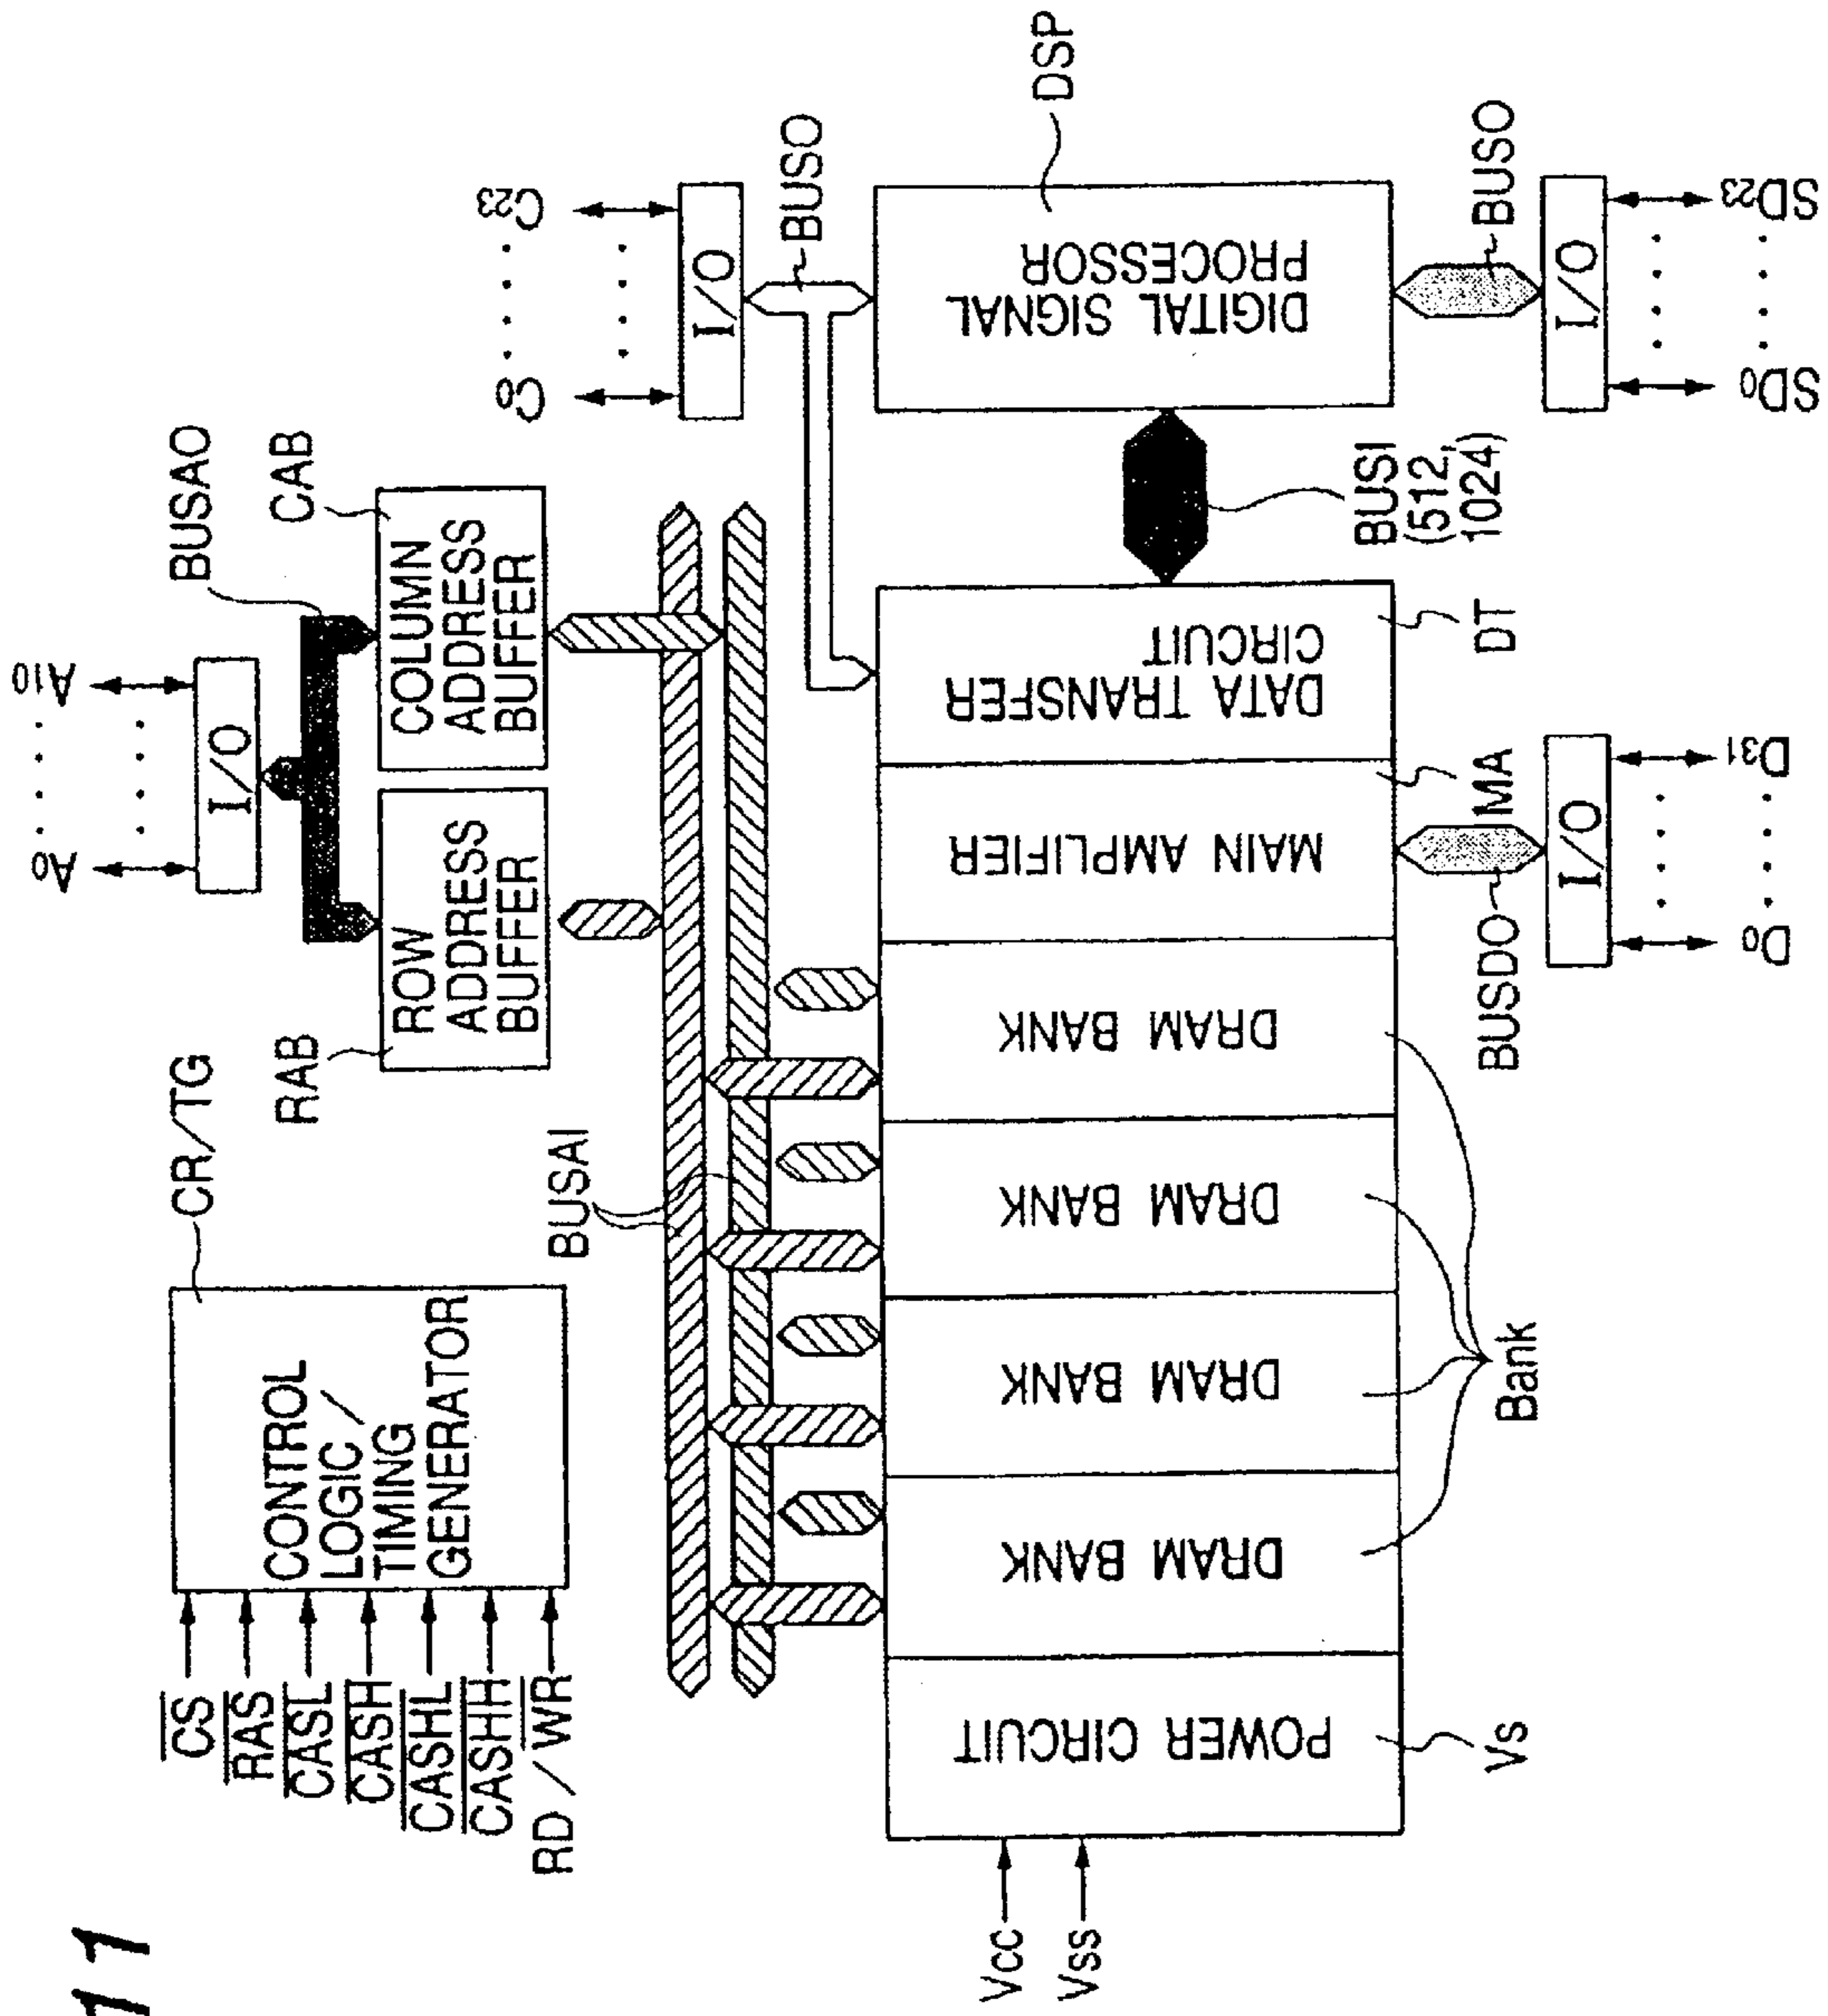 11
CS
RAS
CASL
CASH
CASHL
CASHH
RD / WR
CONTROL
LOGIC /
TIMING
GENERATOR
CR/TG
A0
A10
I/O
BUSAO
RAB
ROW
ADDRESS
BUFFER
CAB
COLUMN
ADDRESS
BUFFER
BUSAI
C0
C23
I/O
BUSO
Vcc
Vss
POWER CIRCUIT
Vs
DRAM BANK
DRAM BANK
DRAM BANK
DRAM BANK
Bank
MAIN AMPLIFIER
MA
DATA TRANSFER
CIRCUIT
DT
BUSI
(512,
1024)
DIGITAL SIGNAL
PROCESSOR
DSP
BUSDO
I/O
D0
D31
BUSO
I/O
SD0
SD23